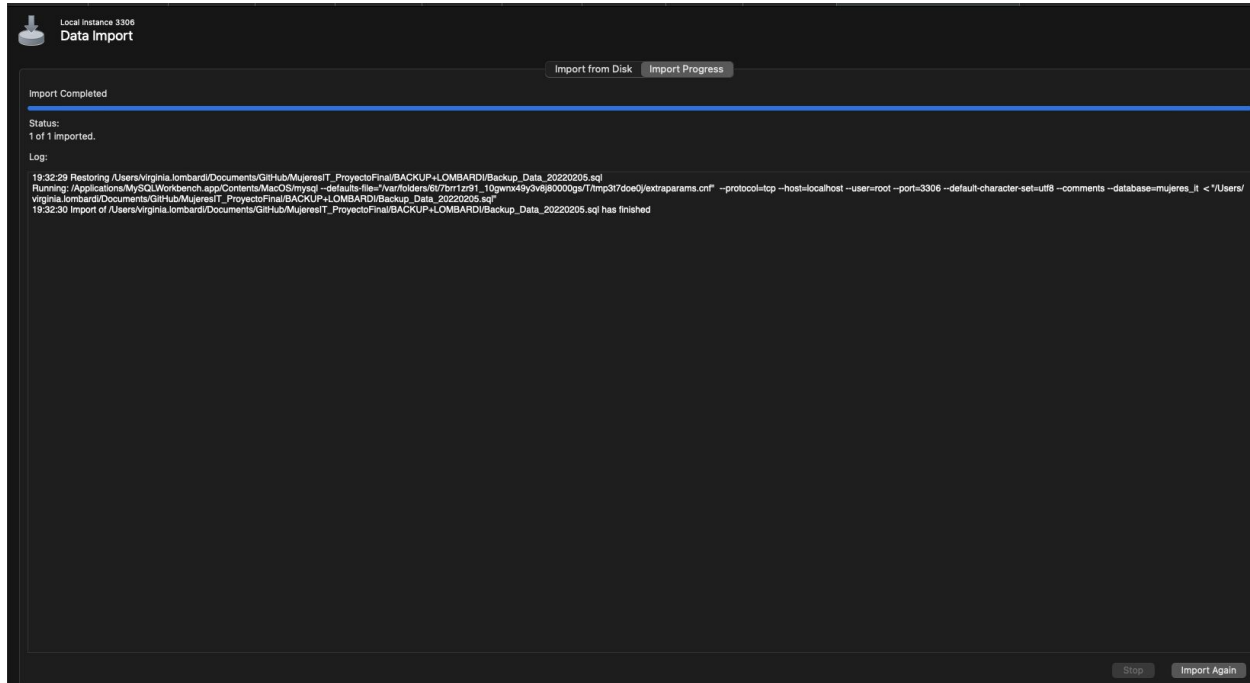 Local instance 3306
Data Import
Import from Disk Import Progress
Import Completed
Status:
1 of 1 imported.
Log:
19:32:29 Restoring /Users/virginia.lombardi/Documents/GitHub/MujeresIT_ProyectoFinal/BACKUP+LOMBARDI/Backup_Data_20220205.sql
Running: /Applications/MySQLWorkbench.app/Contents/MacOS/mysql --defaults-file="/var/folders/6t/7brr1zr91_10gwnx49y3v8j80000gs/T/tmp3t7doe0j/extraparams.cnf" --protocol=tcp --host=localhost --user=root --port=3306 --default-character-set=utf8 --comments --database=mujeres_it < "/Users/
virginia.lombardi/Documents/GitHub/MujeresIT_ProyectoFinal/BACKUP+LOMBARDI/Backup_Data_20220205.sql"
19:32:30 Import of /Users/virginia.lombardi/Documents/GitHub/MujeresIT_ProyectoFinal/BACKUP+LOMBARDI/Backup_Data_20220205.sql has finished
Stop Import Again